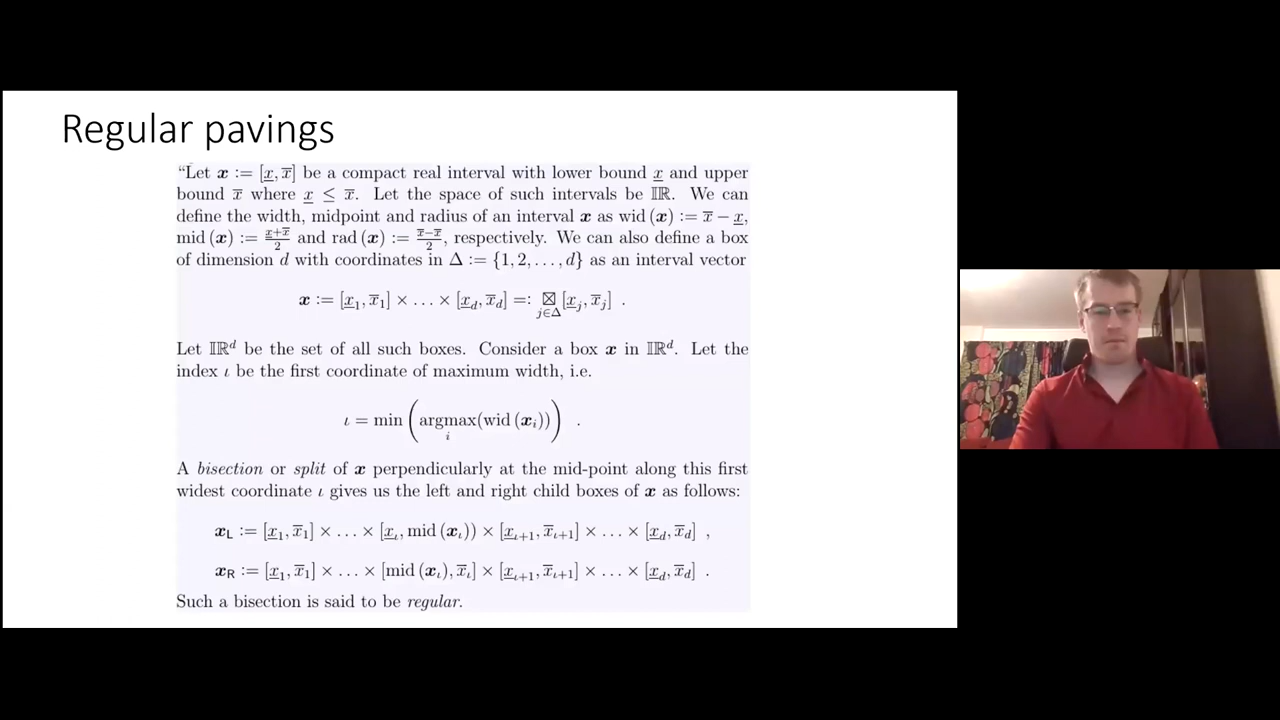 Regular pavings
“Let 𝒙 := [x̲, x̅] be a compact real interval with lower bound x̲ and upper
bound x̅ where x̲ ≤ x̅. Let the space of such intervals be 𝕀ℝ. We can
define the width, midpoint and radius of an interval 𝒙 as wid (𝒙) := x̅ − x̲,
mid (𝒙) := (x̲+x̅)/2 and rad (𝒙) := (x̅−x̅)/2, respectively. We can also define a box
of dimension d with coordinates in Δ := {1, 2, . . . , d} as an interval vector
𝒙 := [x̲₁, x̅₁] × . . . × [x̲_d, x̅_d] =: ⊠_{j∈Δ} [x̲_j, x̅_j] .
Let 𝕀ℝ^d be the set of all such boxes. Consider a box 𝒙 in 𝕀ℝ^d. Let the
index ι be the first coordinate of maximum width, i.e.
ι = min ( argmax_i (wid (𝒙_i)) ) .
A bisection or split of 𝒙 perpendicularly at the mid-point along this first
widest coordinate ι gives us the left and right child boxes of 𝒙 as follows:
𝒙_L := [x̲₁, x̅₁] × . . . × [x̲_ι, mid (𝒙_ι)) × [x̲_{ι+1}, x̅_{ι+1}] × . . . × [x̲_d, x̅_d] ,
𝒙_R := [x̲₁, x̅₁] × . . . × [mid (𝒙_ι), x̅_ι] × [x̲_{ι+1}, x̅_{ι+1}] × . . . × [x̲_d, x̅_d] .
Such a bisection is said to be regular.